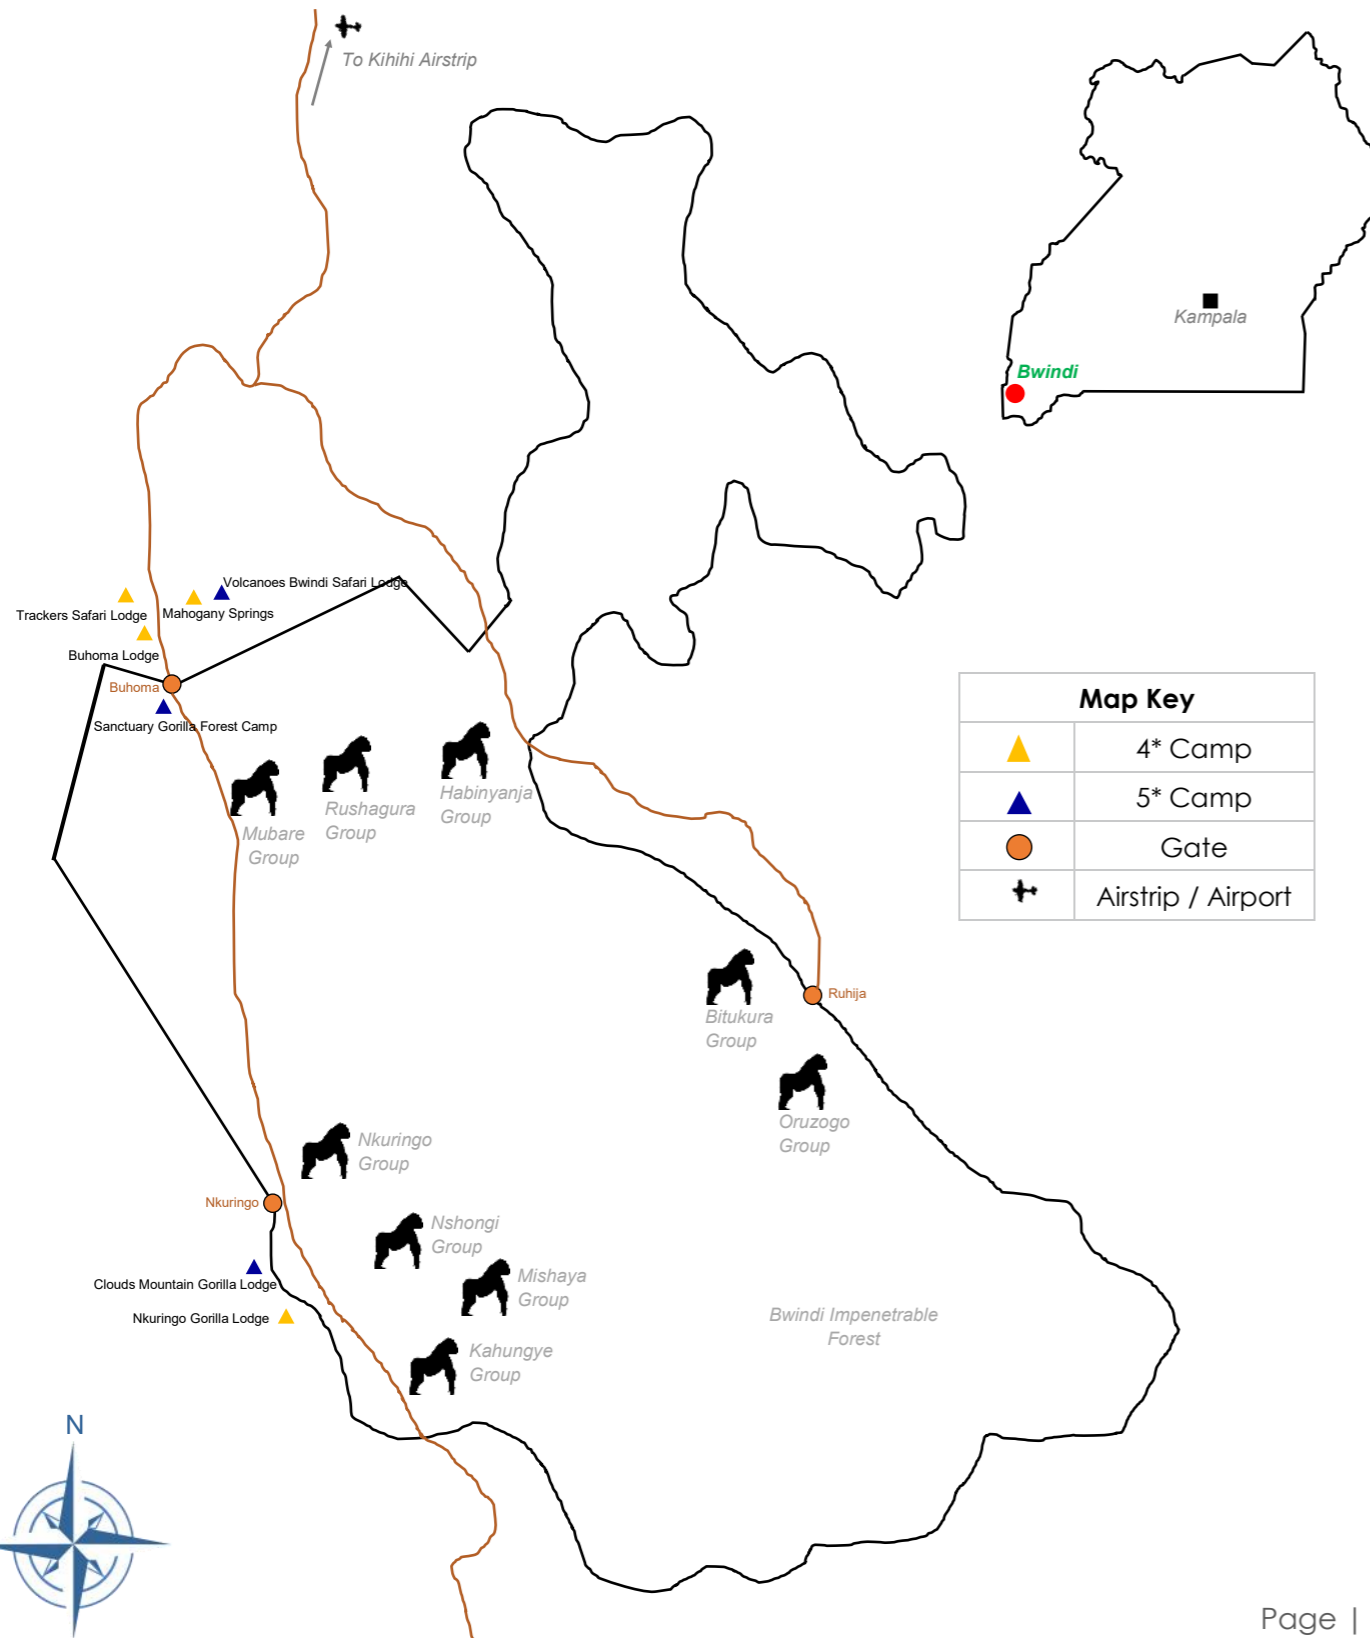 To Kihihi Airstrip
Kampala
Bwindi
Volcanoes Bwindi Safari Lodge
Trackers Safari Lodge
Mahogany Springs
Buhoma Lodge
Buhoma
Sanctuary Gorilla Forest Camp
Map Key
4* Camp
5* Camp
Gate
Airstrip / Airport
Mubare
Group
Rushagura
Group
Habinyanja
Group
Bitukura
Group
Ruhija
Oruzogo
Group
Nkuringo
Group
Nkuringo
Nshongi
Group
Clouds Mountain Gorilla Lodge
Mishaya
Group
Nkuringo Gorilla Lodge
Bwindi Impenetrable
Forest
Kahungye
Group
N
Page |